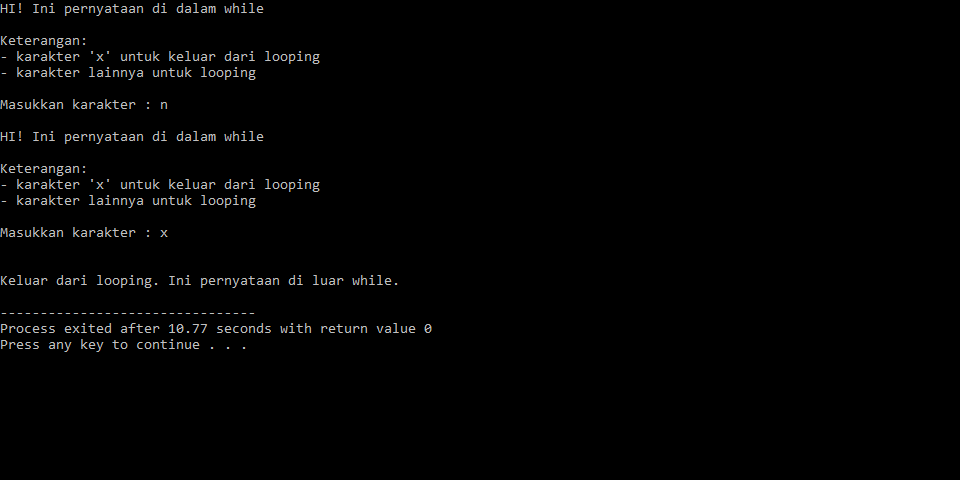 HI! Ini pernyataan di dalam while
Keterangan:
- karakter 'x' untuk keluar dari looping
- karakter lainnya untuk looping
Masukkan karakter : n
HI! Ini pernyataan di dalam while
Keterangan:
- karakter 'x' untuk keluar dari looping
- karakter lainnya untuk looping
Masukkan karakter : x
Keluar dari looping. Ini pernyataan di luar while.
--------------------------------
Process exited after 10.77 seconds with return value 0
Press any key to continue . . .